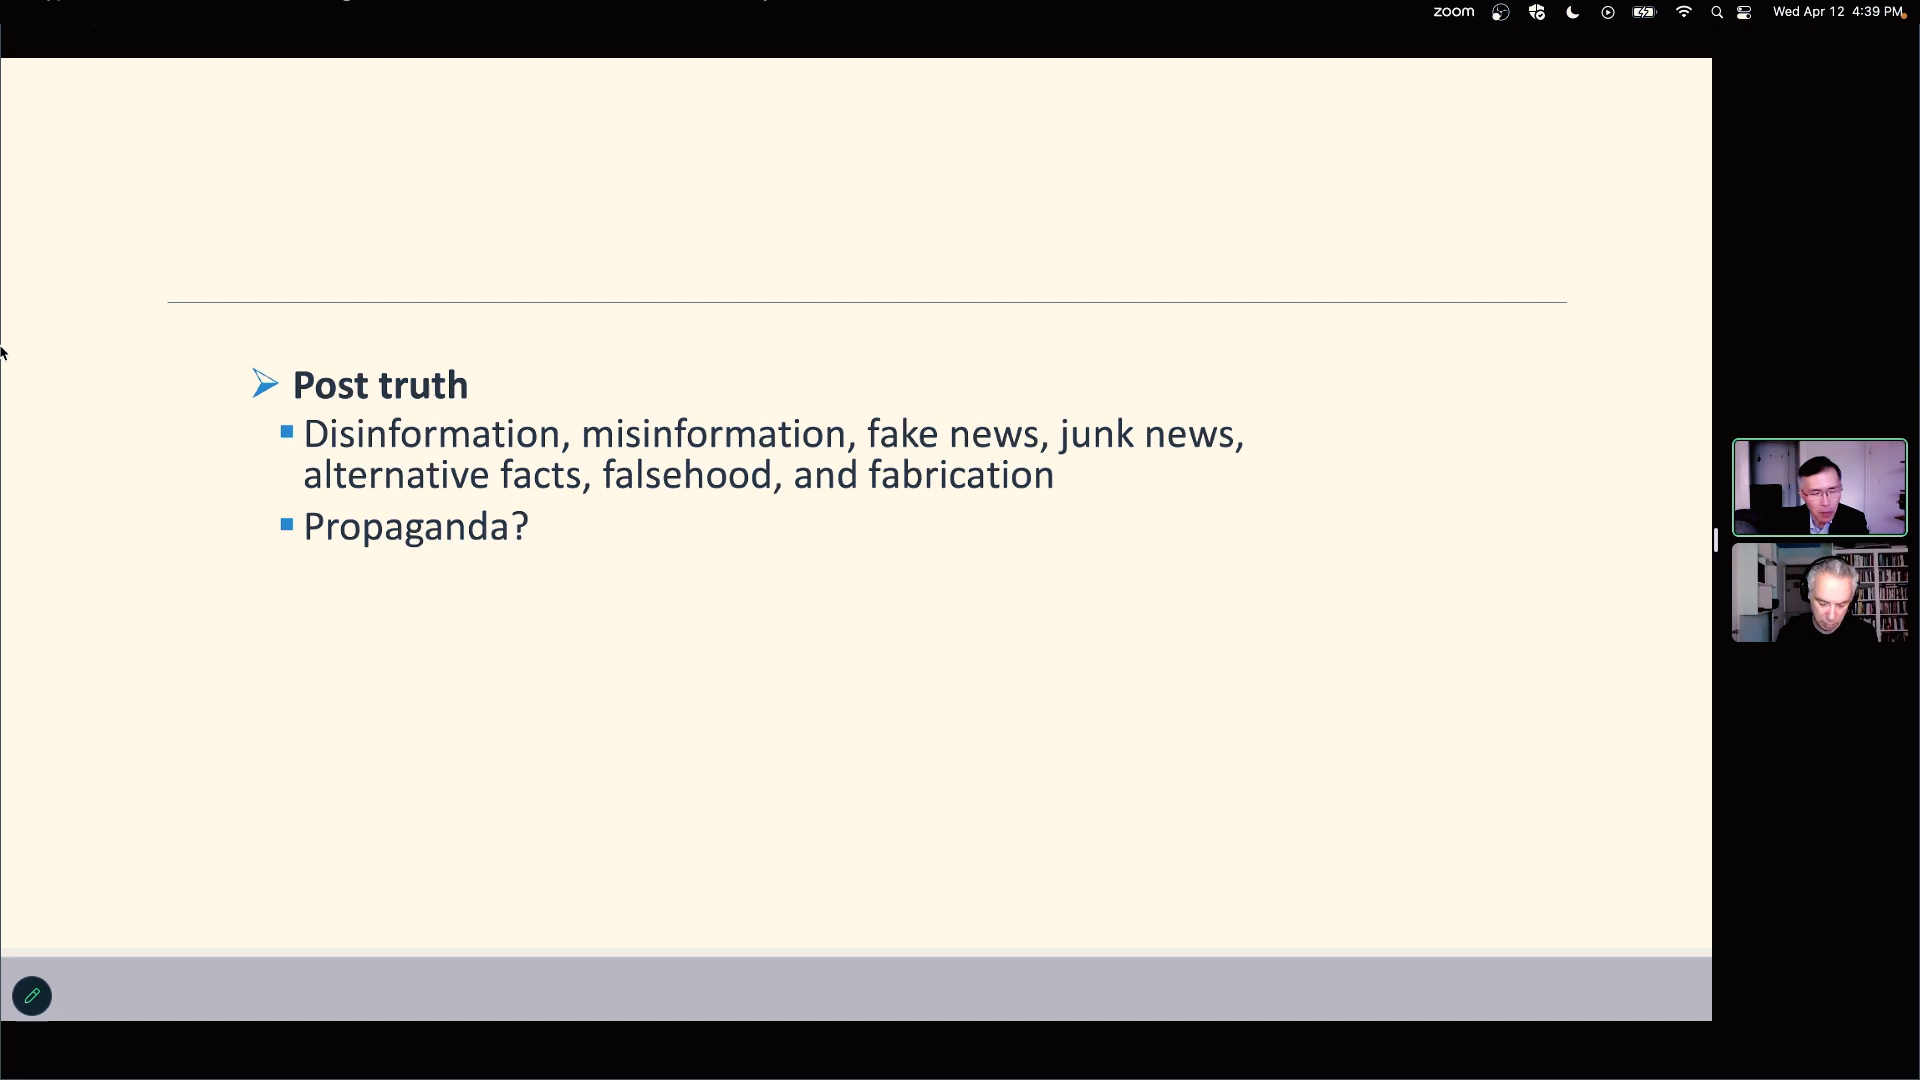 zoom
Wed Apr 12 4:39 PM
Post truth
Disinformation, misinformation, fake news, junk news,
alternative facts, falsehood, and fabrication
Propaganda?